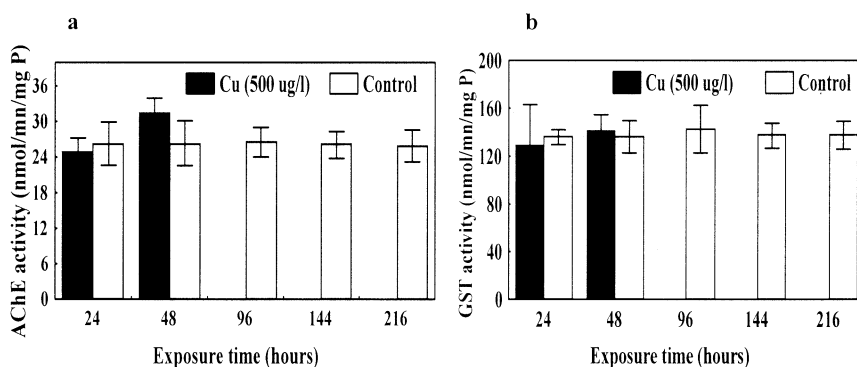 a
AChE activity (nmol/mn/mg P)
36
30
24
18
12
6
0
Cu (500 ug/l)
Control
24
48
96
144
216
Exposure time (hours)
b
GST activity (nmol/mn/mg P)
200
160
120
80
40
0
Cu (500 ug/l)
Control
24
48
96
144
216
Exposure time (hours)